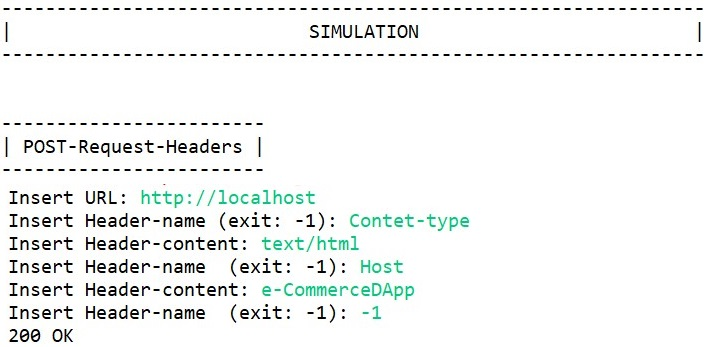 SIMULATION
| POST-Request-Headers |
Insert URL: http://localhost
Insert Header-name (exit: -1): Contet-type
Insert Header-content: text/html
Insert Header-name  (exit: -1): Host
Insert Header-content: e-CommerceDApp
Insert Header-name  (exit: -1): -1
200 OK